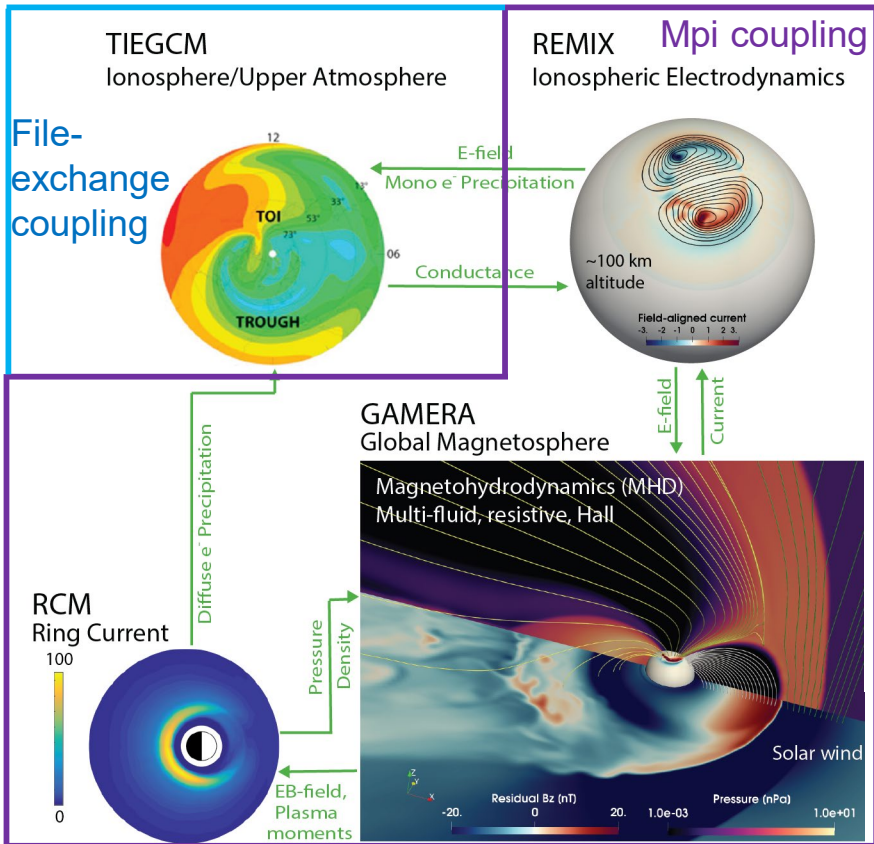 TIEGCM
Ionosphere/Upper Atmosphere
REMIX
Mpi coupling
Ionospheric Electrodynamics
File-
exchange
coupling
12
13°
33°
53°
73°
TOI
06
TROUGH
E-field
Mono e- Precipitation
Conductance
~100 km
altitude
Field-aligned current
-3. -2 -1 0 1 2 3.
E-field
Current
GAMERA
Global Magnetosphere
Magnetohydrodynamics (MHD)
Multi-fluid, resistive, Hall
Diffuse e- Precipitation
RCM
Ring Current
100
0
Pressure
Density
EB-field,
Plasma
moments
Solar wind
Z
Y
X
Residual Bz (nT)
-20. 0 20.
Pressure (nPa)
1.0e-03 1.0e+01